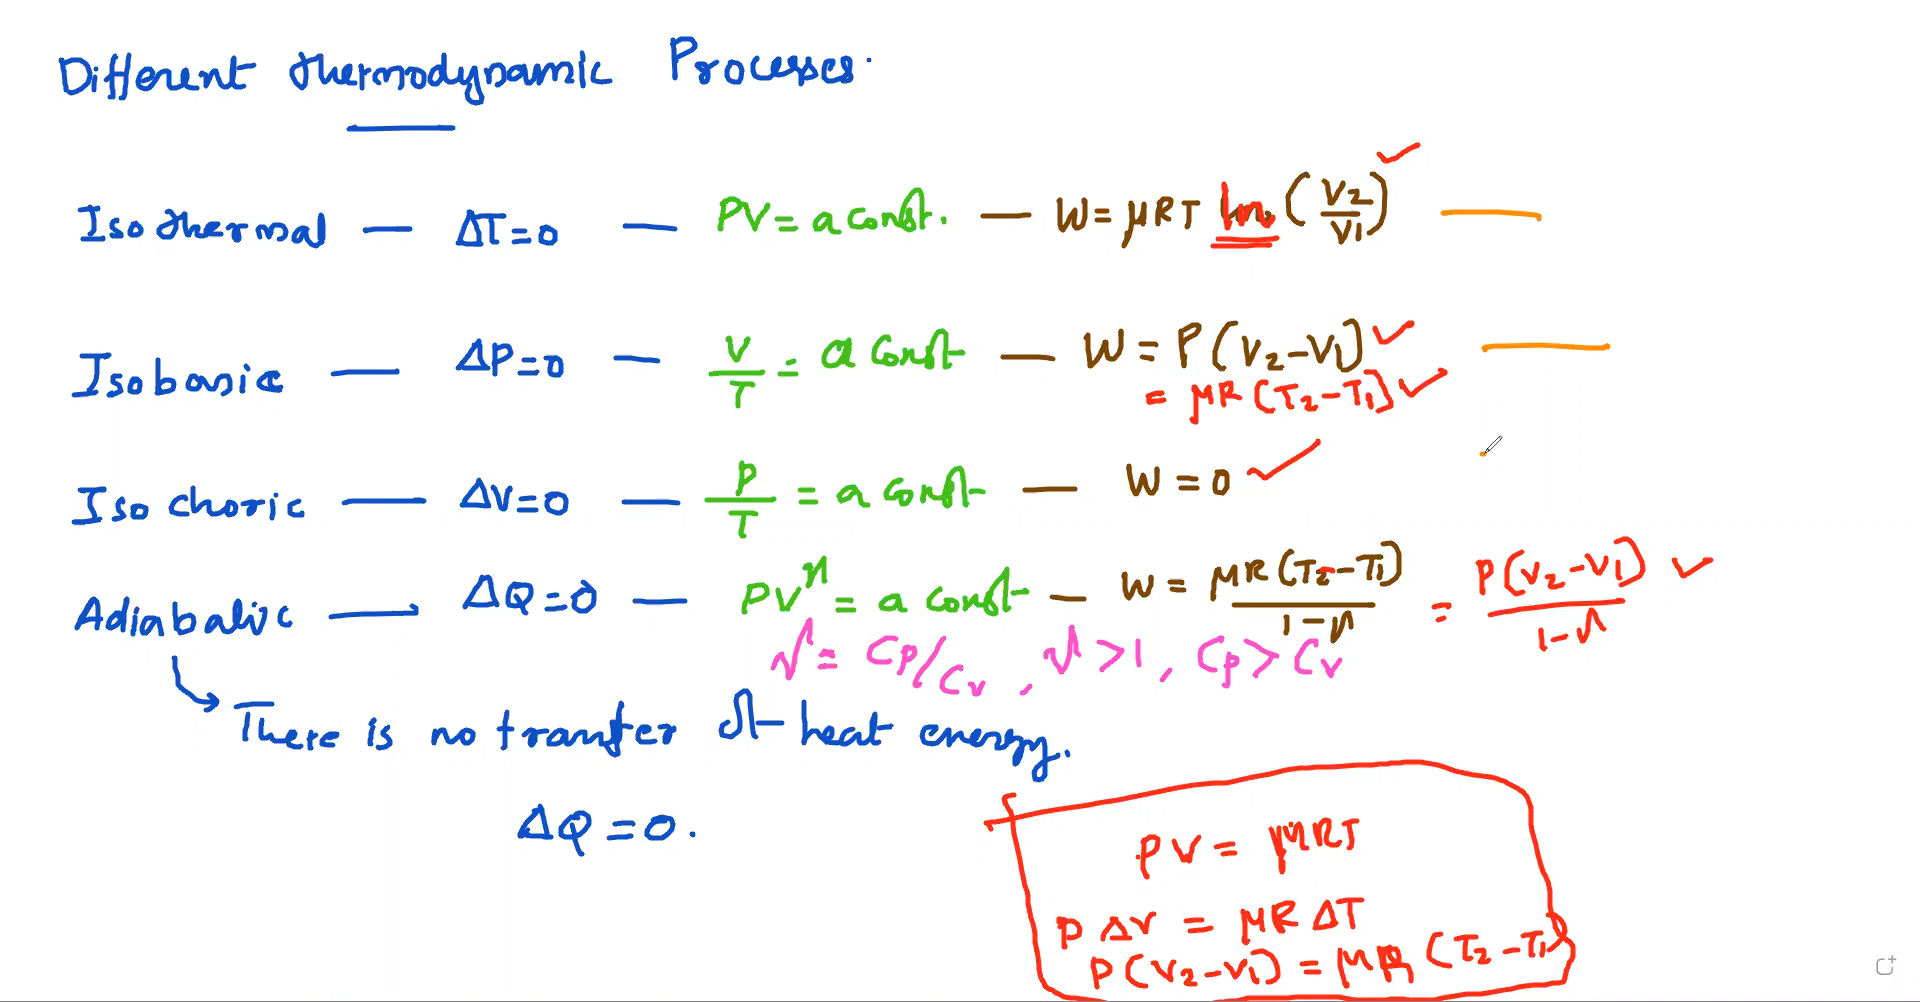 Different thermodynamic Processes.
Isothermal — ΔT=0 — PV = a const. — W = μRT ln (V2/V1)
Isobaric — ΔP=0 — V/T = a const — W = P(V2-V1)
= μR(T2-T1)
Isochoric — ΔV=0 — P/T = a const — W = 0
Adiabatic — ΔQ=0 — PV^γ = a const — W = μR(T2-T1)/1-γ = P(V2-V1)/1-γ
γ = CP/Cv, γ>1, Cp>Cv
There is no transfer of heat energy.
ΔQ=0.
PV = μRT
PΔV = μRΔT
P(V2-V1) = μR(T2-T1)